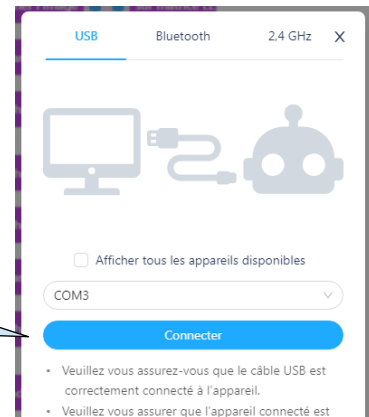 USB Bluetooth 2.4 GHz X
Afficher tous les appareils disponibles
COM3
Connecter
• Veuillez vous assurez-vous que le câble USB est
correctement connecté à l'appareil.
• Veuillez vous assurer que l'appareil connecté est